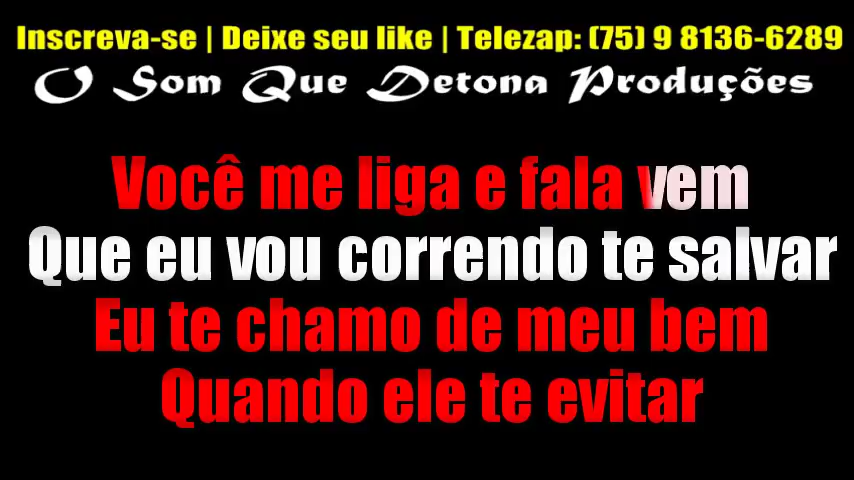 Inscreva-se | Deixe seu like | Telezap: (75) 9 8136-6289
O Som Que Detona Produções
Você me liga e fala vem
Que eu vou correndo te salvar
Eu te chamo de meu bem
Quando ele te evitar